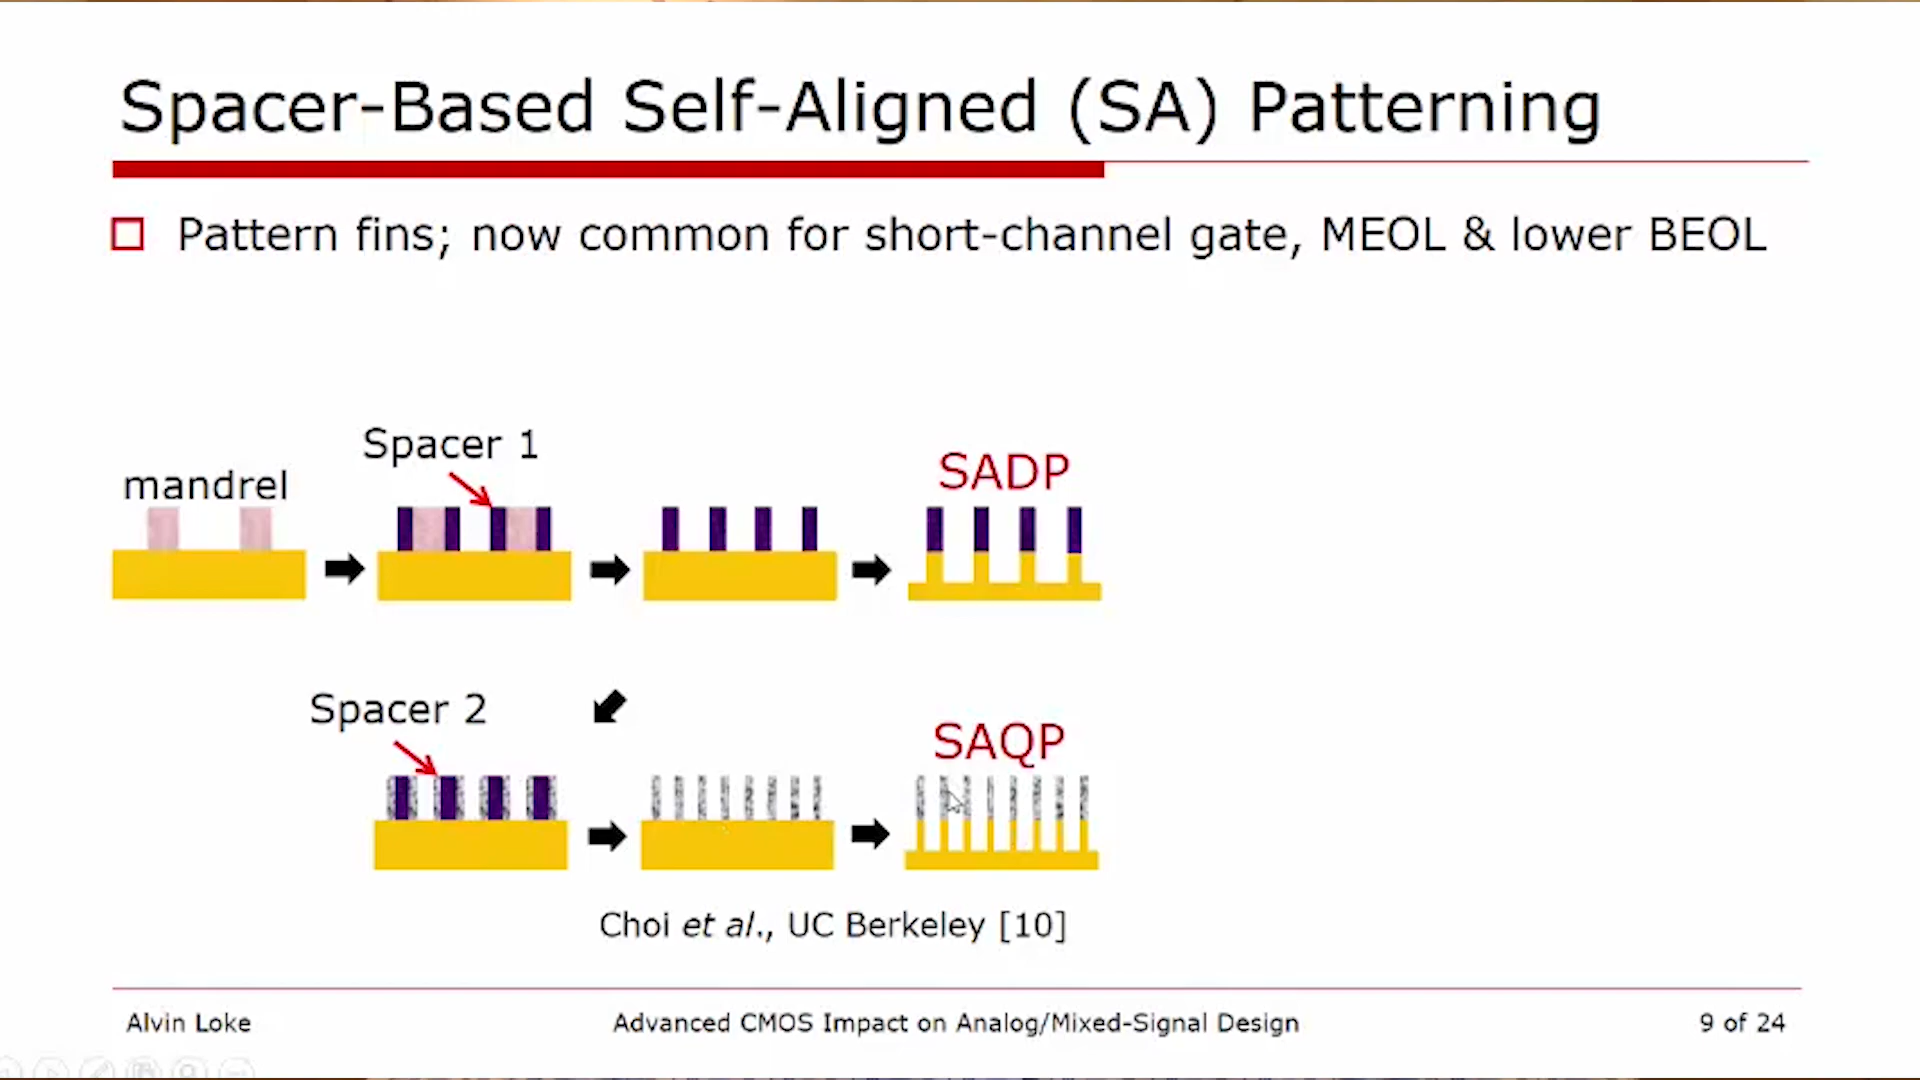 Spacer-Based Self-Aligned (SA) Patterning
Pattern fins; now common for short-channel gate, MEOL & lower BEOL
mandrel
Spacer 1
SADP
Spacer 2
SAQP
Choi et al., UC Berkeley [10]
Alvin Loke
Advanced CMOS Impact on Analog/Mixed-Signal Design
9 of 24